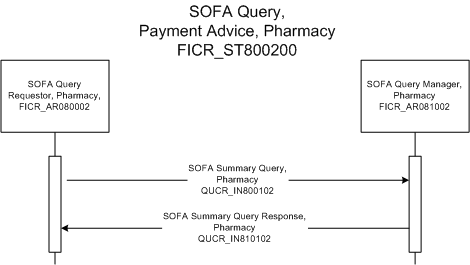 SOFA Query,
Payment Advice, Pharmacy
FICR_ST800200
SOFA Query
Requestor, Pharmacy,
FICR_AR080002
SOFA Query Manager,
Pharmacy
FICR_AR081002
SOFA Summary Query,
Pharmacy
QUCR_IN800102
SOFA Summary Query Response,
Pharmacy
QUCR_IN810102